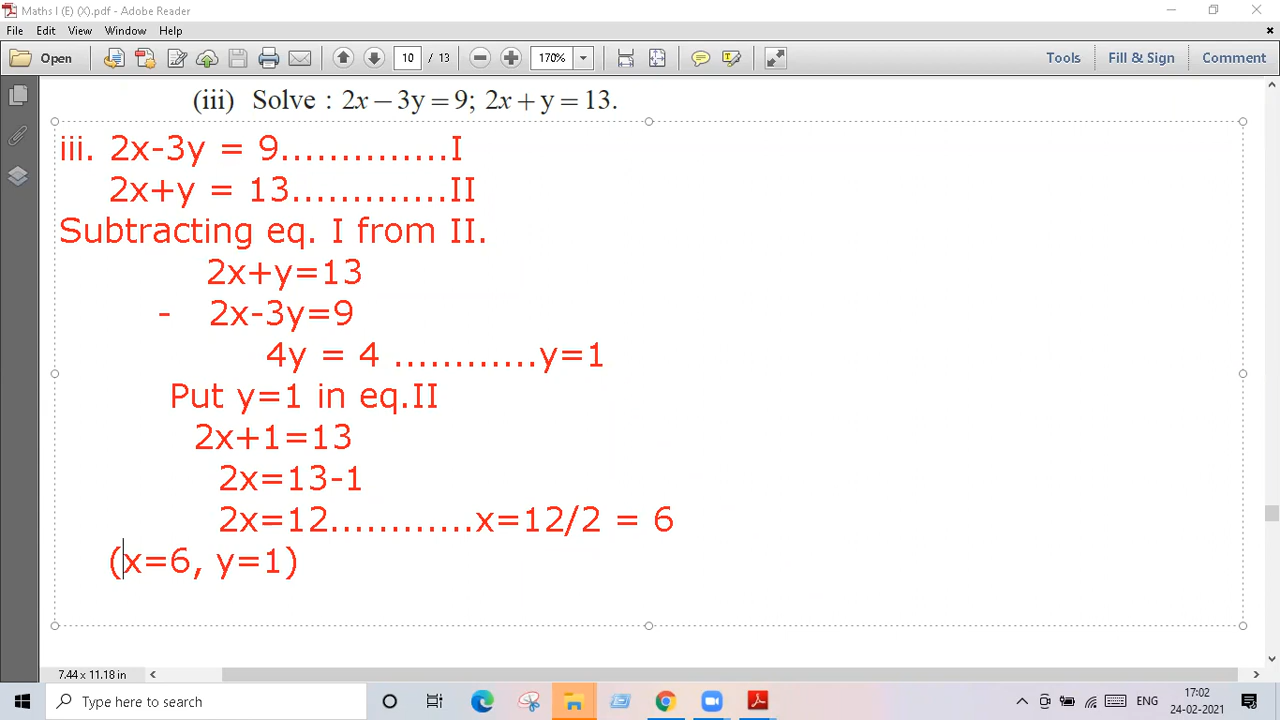 Maths I (E) (X).pdf - Adobe Reader
File Edit View Window Help
Open 10 / 13 170% Tools Fill & Sign Comment
(iii) Solve : 2x – 3y = 9; 2x + y = 13.
iii. 2x-3y = 9..............I
2x+y = 13.............II
Subtracting eq. I from II.
2x+y=13
- 2x-3y=9
4y = 4 ............y=1
Put y=1 in eq.II
2x+1=13
2x=13-1
2x=12............x=12/2 = 6
(x=6, y=1)
7.44 x 11.18 in
Type here to search ENG 17:02
24-02-2021